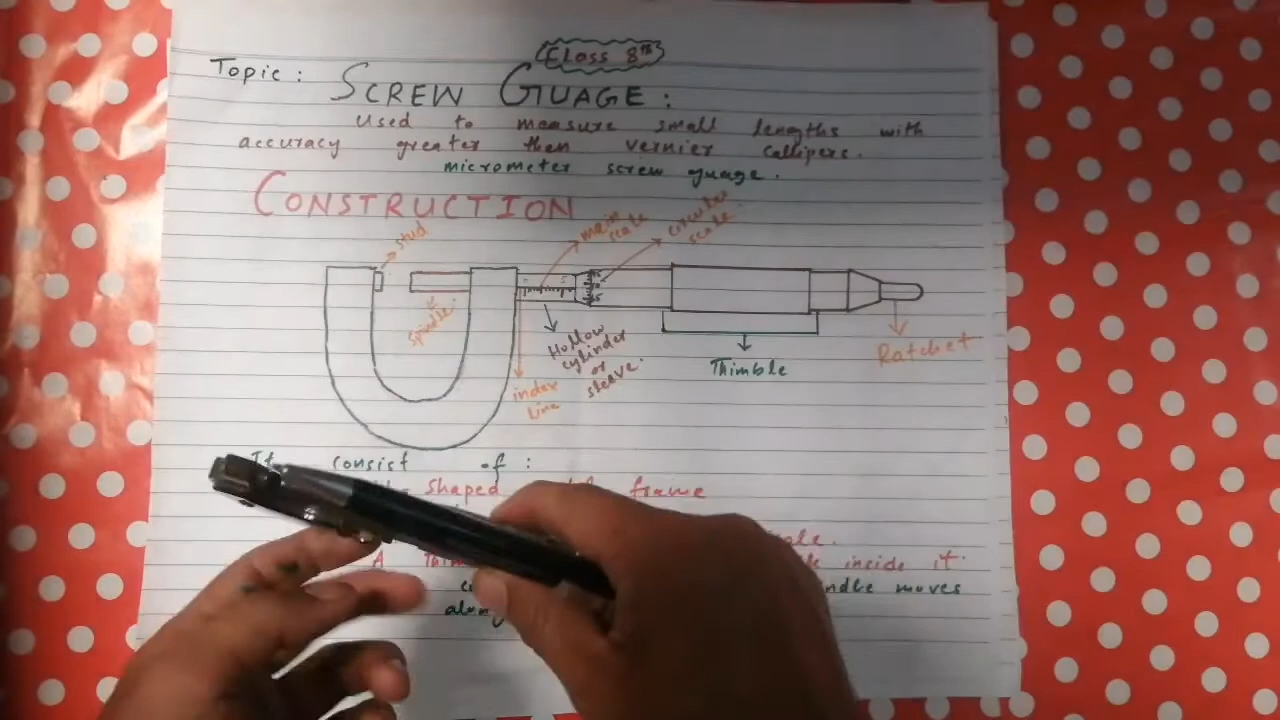 Class 8th
Topic: SCREW GUAGE:
Used to measure small lengths with
accuracy greater then vernier callipers.
micrometer screw guage.
CONSTRUCTION
stud
main scale
circular scale
spindle
Hollow cylinder or sleeve.
index line
Thimble
Ratchet
It consist of:
shaped frame
A inside it.
moves
along